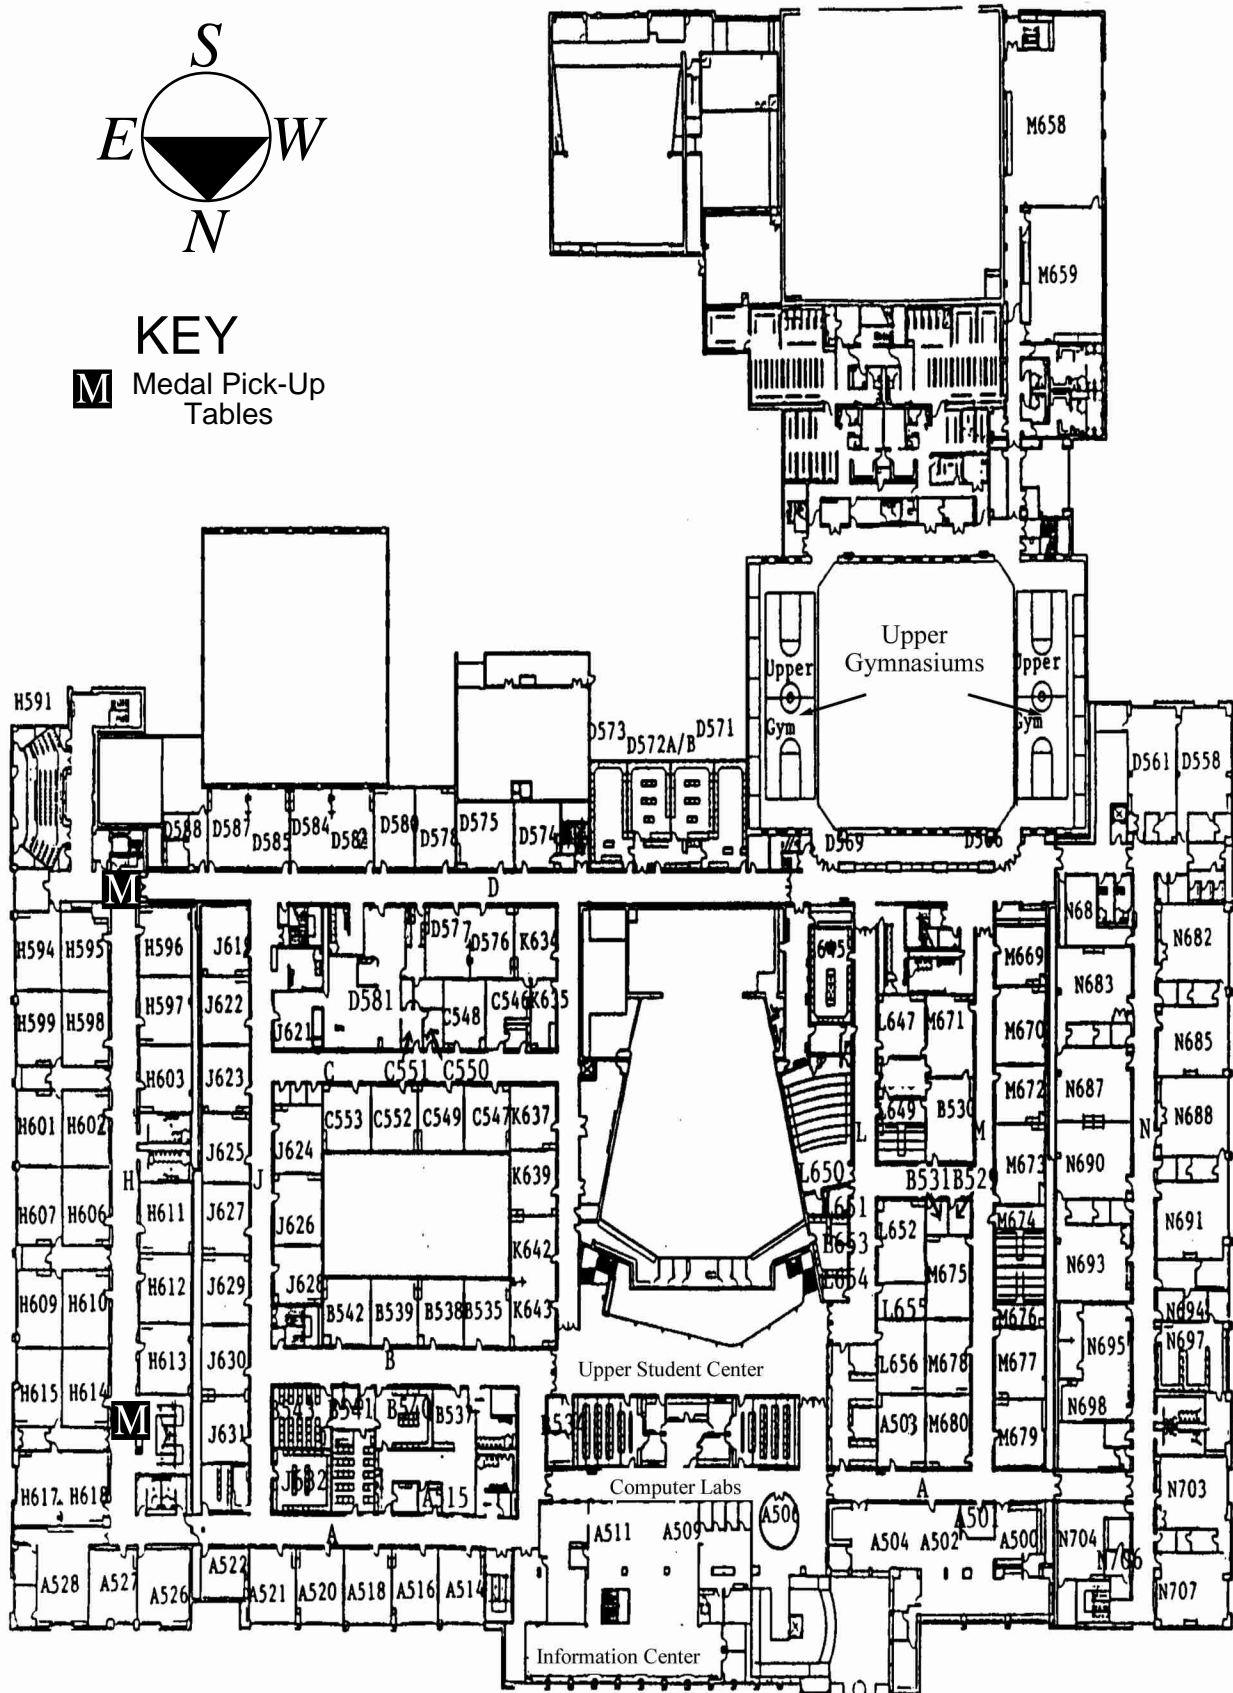 S
E W
N
KEY
M Medal Pick-Up
Tables
M658
M659
Upper
Gymnasiums
Upper
Gym
Gym
H591
D573
D572A/B
D571
D561
D558
D588
D587
D585
D584
D580
D578
D575
D574
D569
M
D
H594
H595
H596
D577
D576
K634
M669
N682
N683
H599
H598
H597
J622
J621
D581
C548
C546
K635
L647
M671
M670
N685
H603
J623
C
C551
C550
M672
N687
N688
H601
H602
C553
C552
C549
C547
K637
L649
L
M
N
J625
J624
M673
N690
H
J
K639
L650
B531
H607
H606
H611
J627
J626
L652
M674
N691
K642
M675
N693
H609
H610
H612
J629
J628
B542
B539
B538
B535
K643
L654
L655
M676
N694
N695
N697
H613
J630
B
Upper Student Center
L656
M678
M677
H615
H614
M
J631
B541
B540
B537
A503
M680
M679
N698
H617
H618
A515
Computer Labs
A
A
A511
A509
A506
A504
A502
A501
A500
N703
N704
N706
A528
A527
A526
A522
A521
A520
A518
A516
A514
N707
Information Center